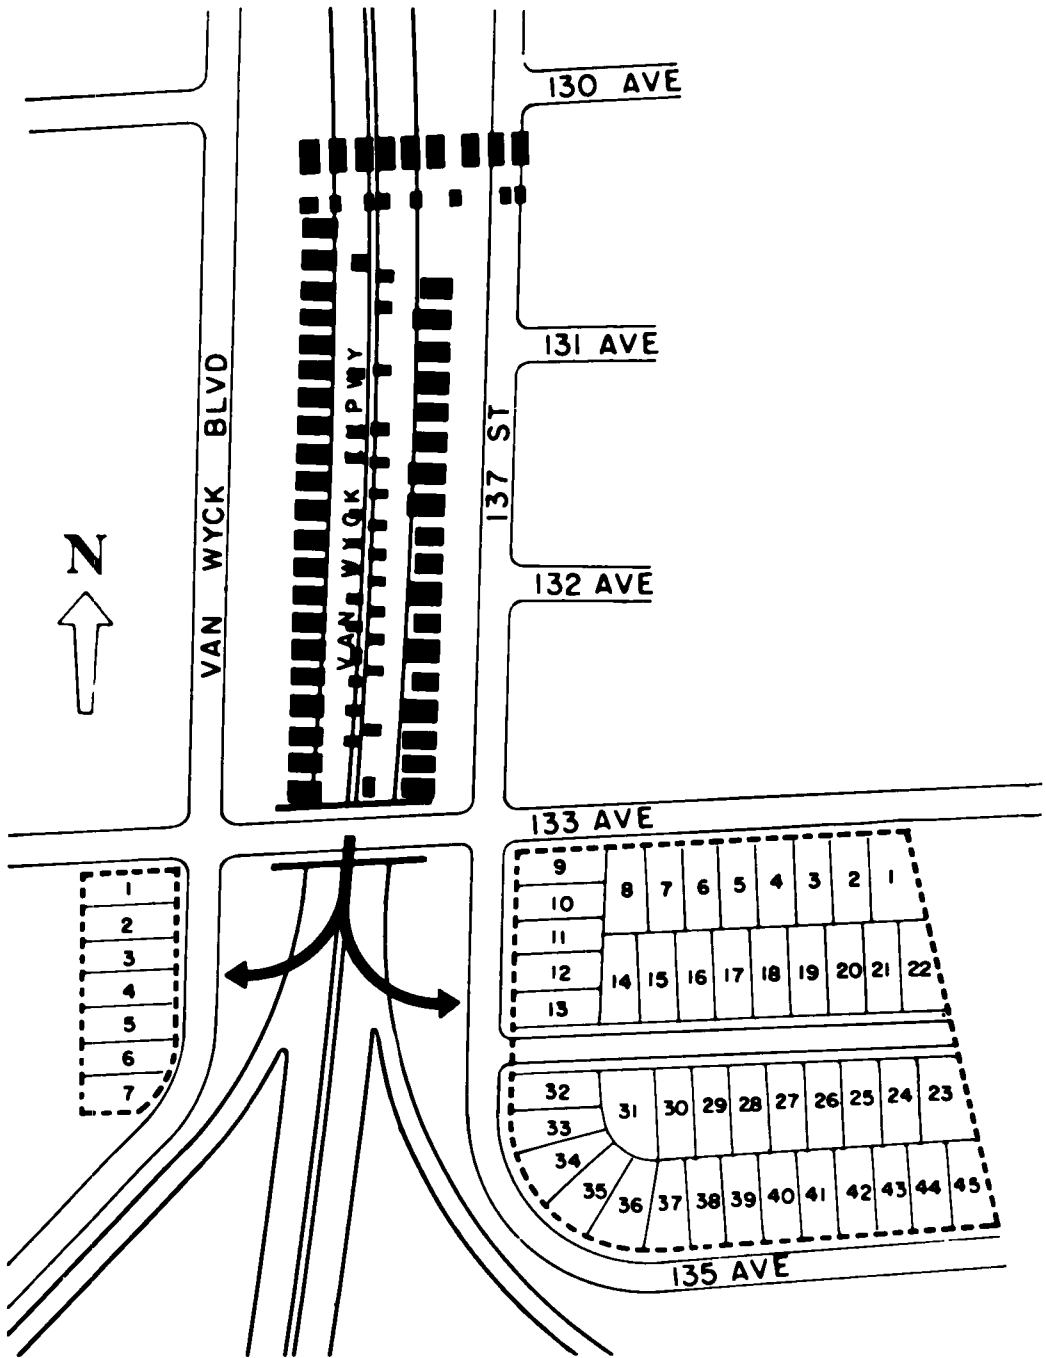 130 AVE
131 AVE
VAN WYCK BLVD
VAN WYCK EXPWY
137 ST
N
132 AVE
133 AVE
1
2
3
4
5
6
7
9
10
11
12
13
8 7 6 5 4 3 2 1
14 15 16 17 18 19 20 21 22
32
33
34
35
36
31 30 29 28 27 26 25 24 23
37 38 39 40 41 42 43 44 45
135 AVE